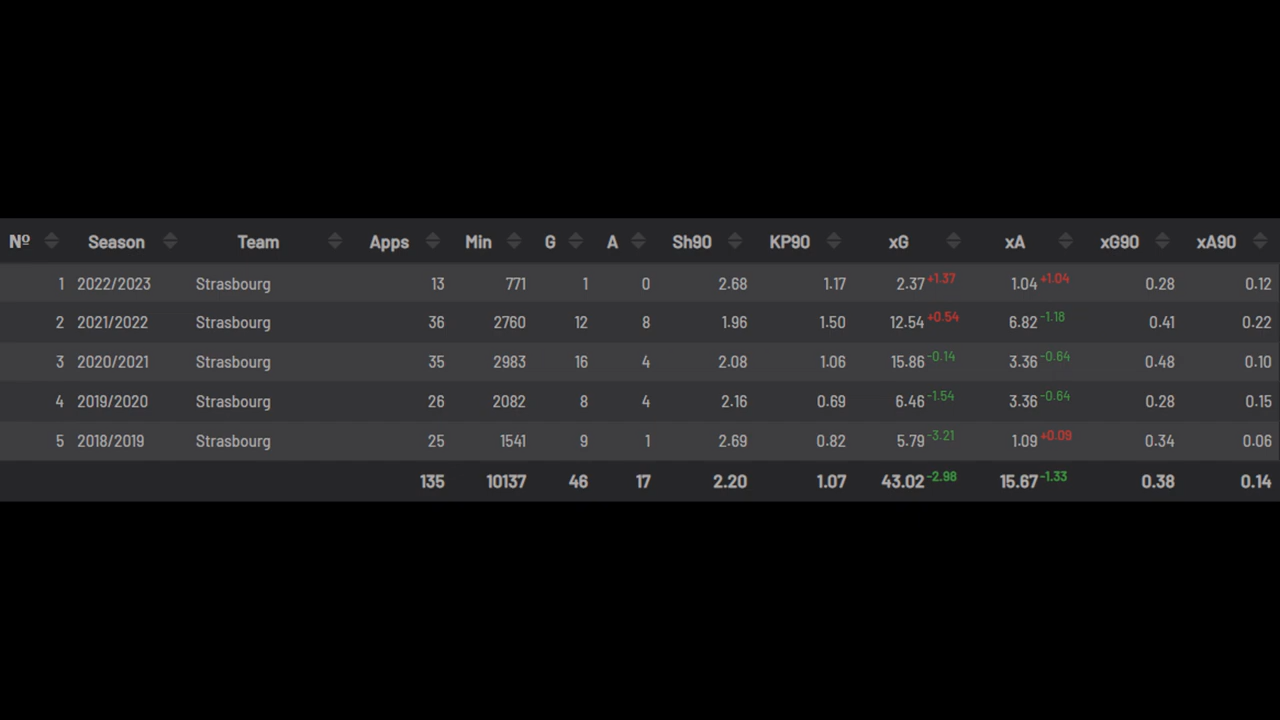 Nº Season Team Apps Min G A Sh90 KP90 xG xA xG90 xA90
1 2022/2023 Strasbourg 13 771 1 0 2.68 1.17 2.37+1.37 1.04+1.04 0.28 0.12
2 2021/2022 Strasbourg 36 2760 12 8 1.96 1.50 12.54+0.54 6.82-1.18 0.41 0.22
3 2020/2021 Strasbourg 35 2983 16 4 2.08 1.06 15.86-0.14 3.36-0.64 0.48 0.10
4 2019/2020 Strasbourg 26 2082 8 4 2.16 0.69 6.46-1.54 3.36-0.64 0.28 0.15
5 2018/2019 Strasbourg 25 1541 9 1 2.69 0.82 5.79-3.21 1.09+0.09 0.34 0.06
135 10137 46 17 2.20 1.07 43.02-2.98 15.67-1.33 0.38 0.14